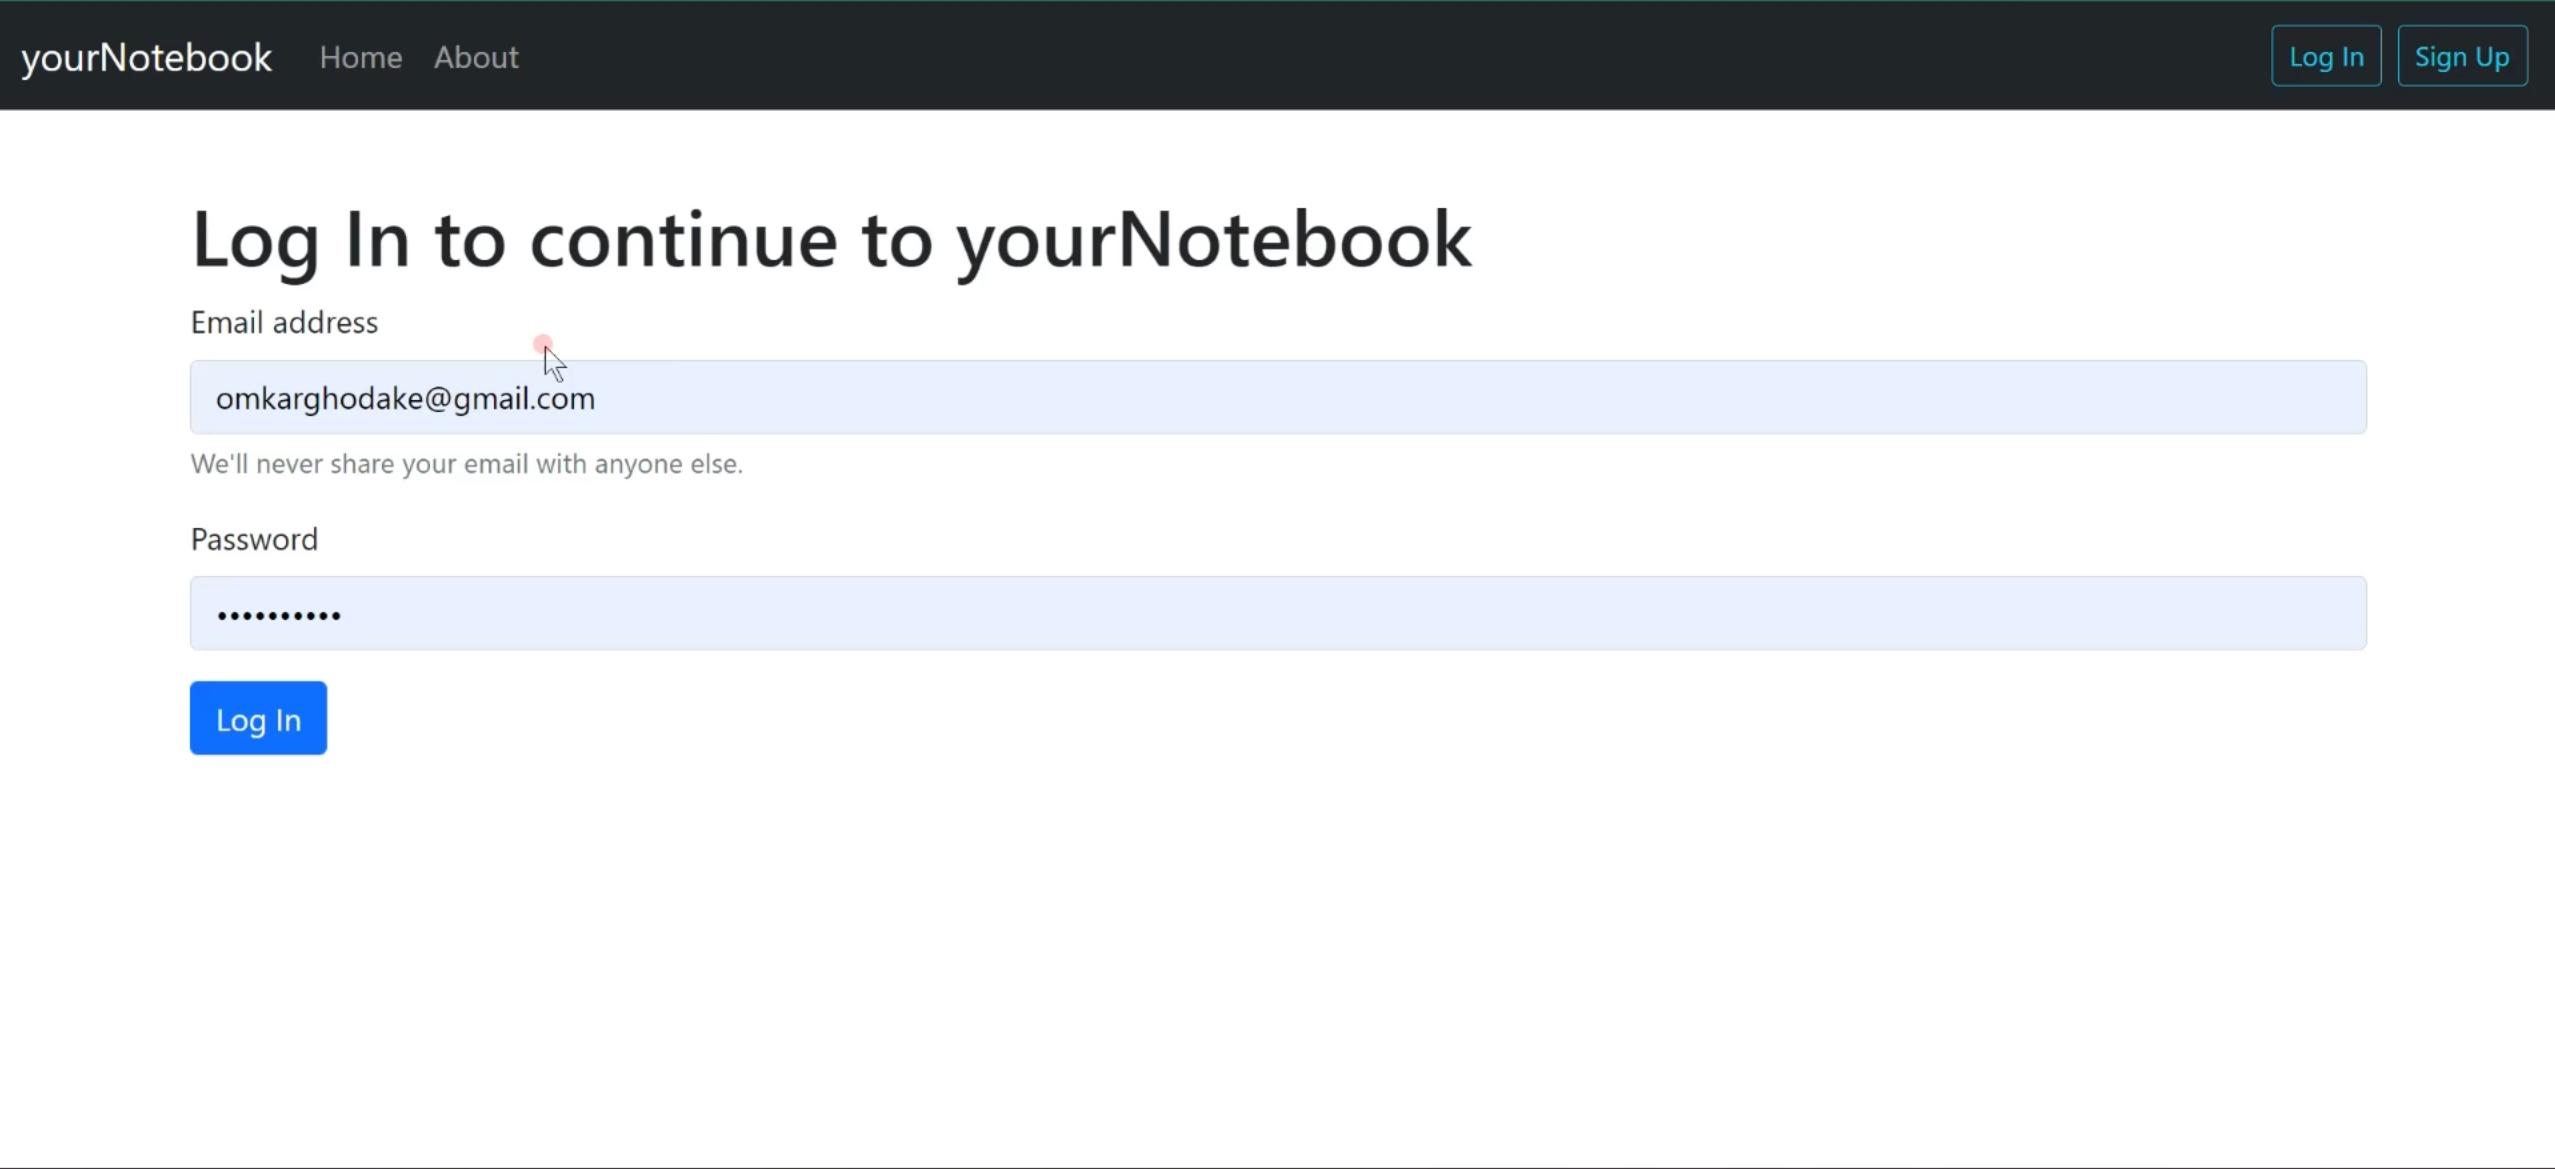 yourNotebook Home About Log In Sign Up
Log In to continue to yourNotebook
Email address
omkarghodake@gmail.com
We'll never share your email with anyone else.
Password
••••••••••
Log In